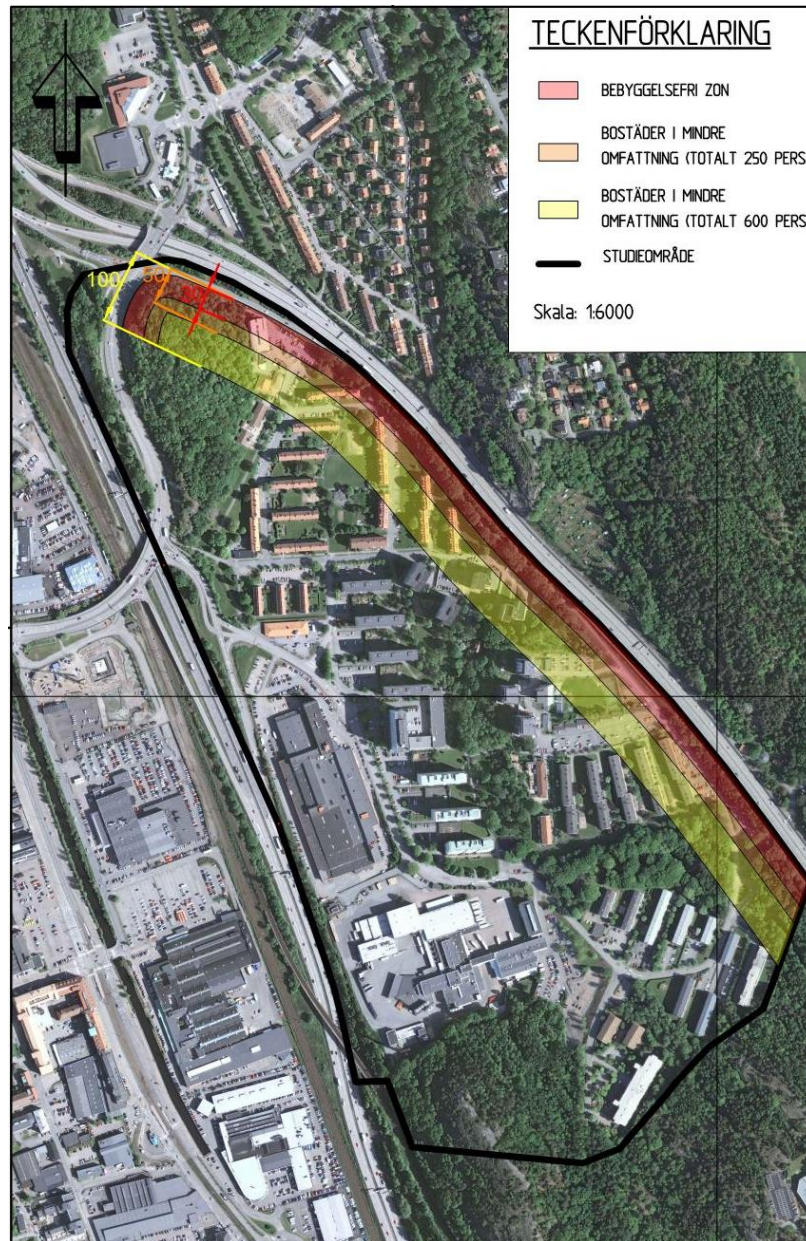 TECKENFÖRKLARING
BEBYGGELSEFRI ZON
BOSTÄDER I MINDRE
OMFATTNING (TOTALT 250 PERS
BOSTÄDER I MINDRE
OMFATTNING (TOTALT 600 PERS
STUDIEOMRÅDE
Skala: 1:6000
100
50
30